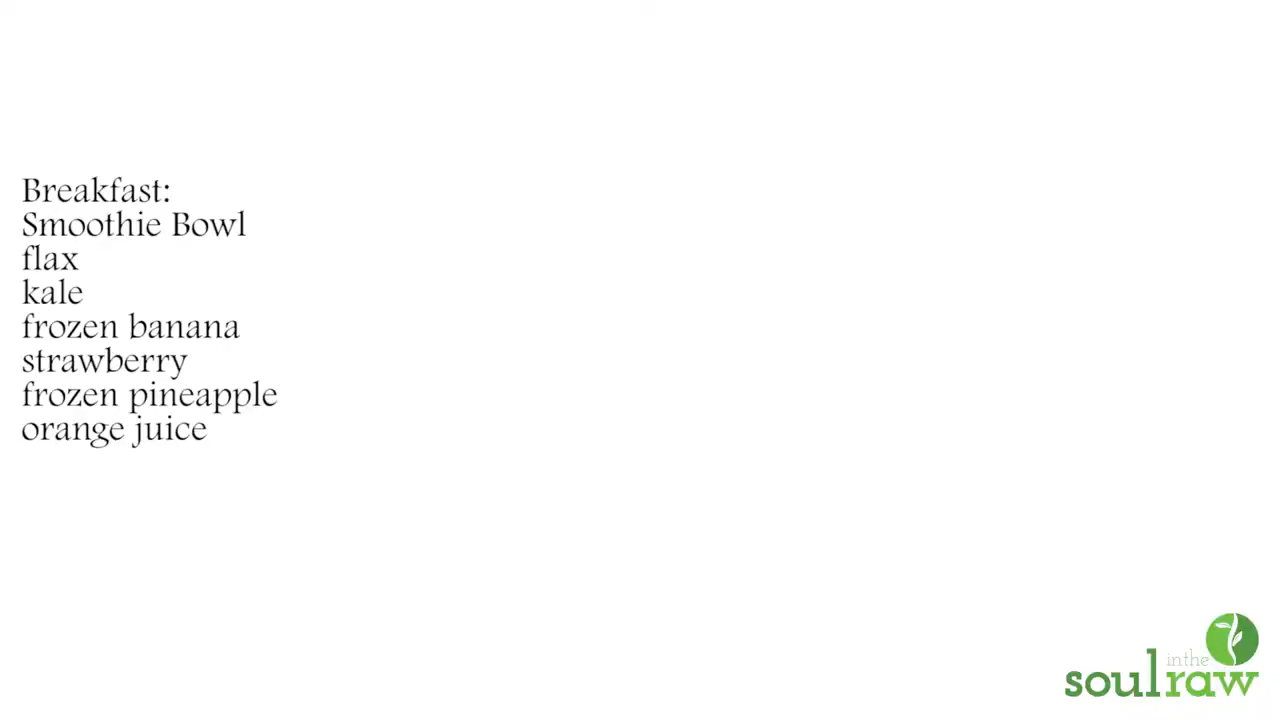 Breakfast:
Smoothie Bowl
flax
kale
frozen banana
strawberry
frozen pineapple
orange juice
soul in the raw